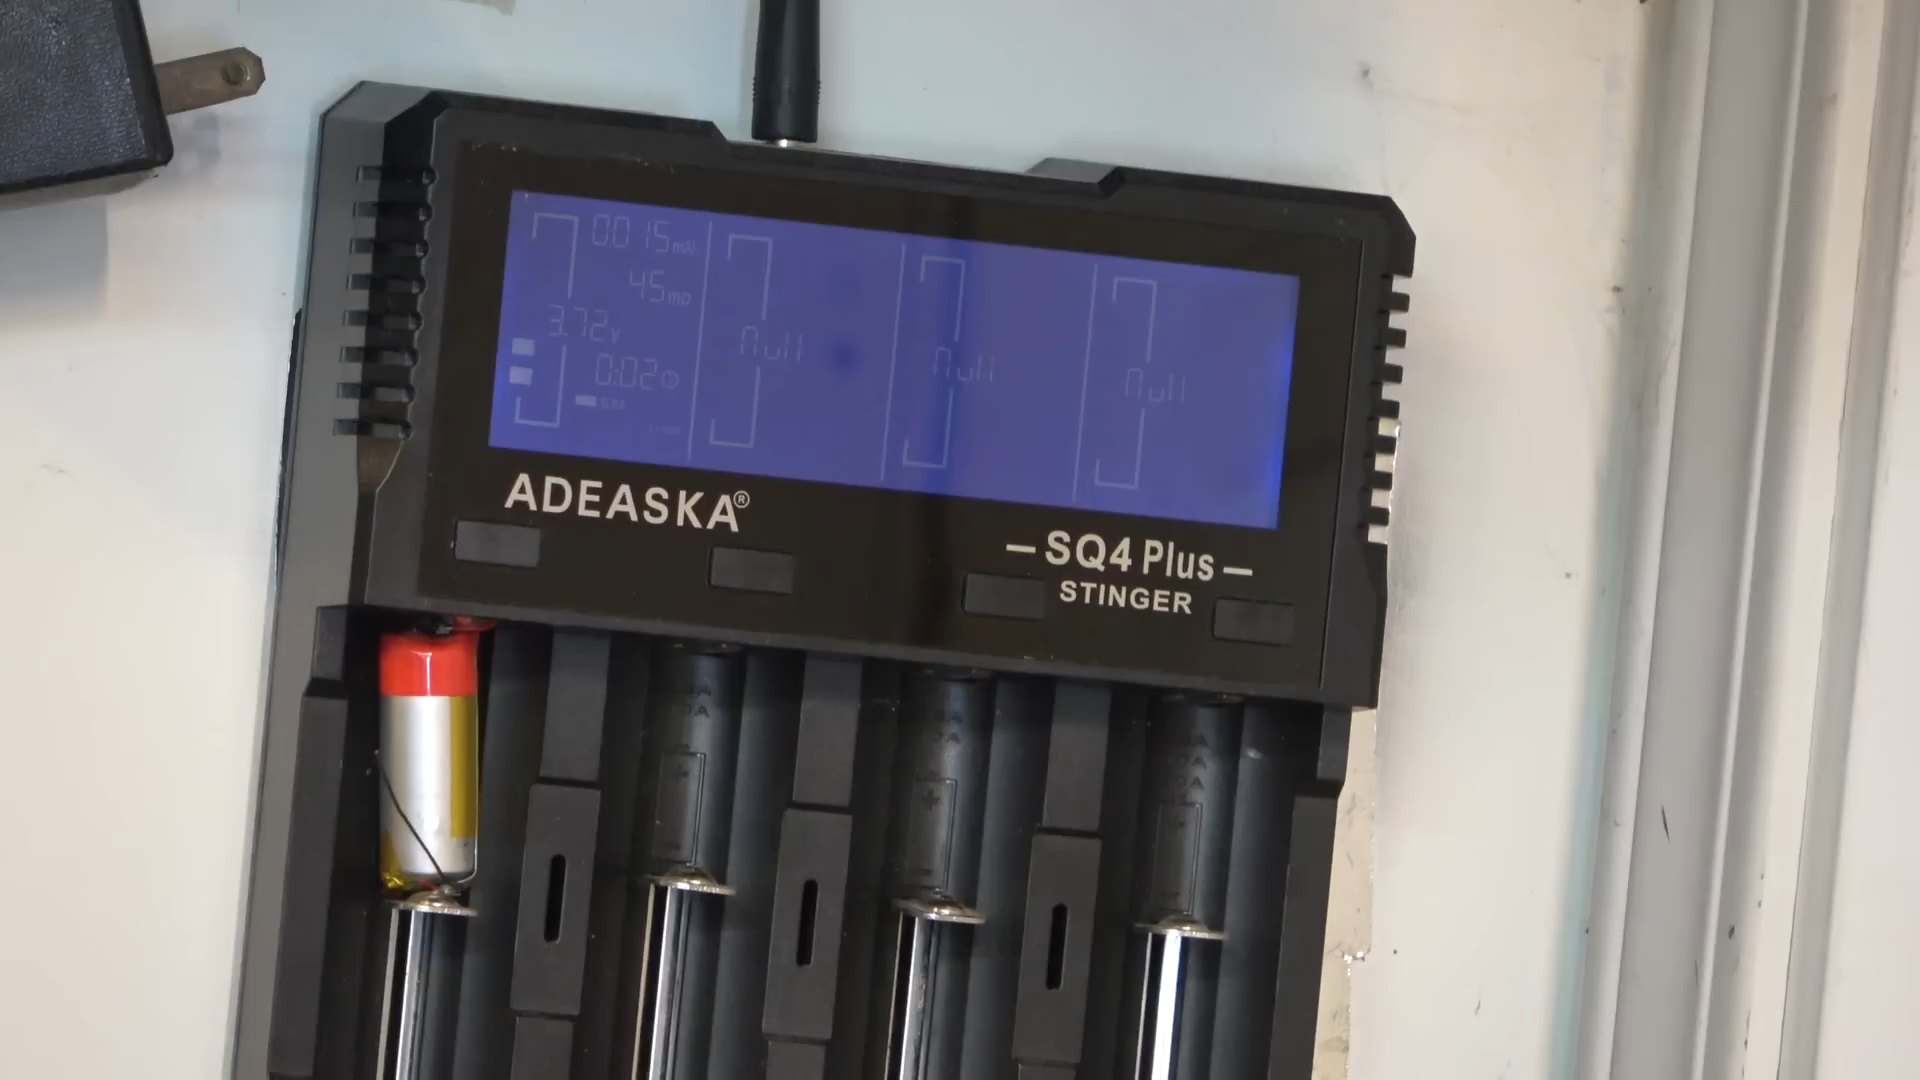 0015mAh
45mΩ
3.72v
0:02
null
null
null
ADEASKA®
SQ4 Plus
STINGER